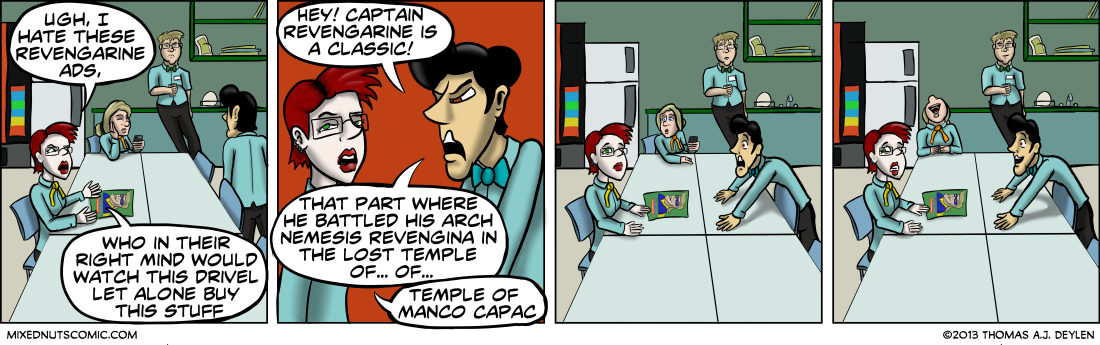 UGH, I
HATE THESE
REVENGARINE
ADS,
WHO IN THEIR
RIGHT MIND WOULD
WATCH THIS DRIVEL
LET ALONE BUY
THIS STUFF
HEY! CAPTAIN
REVENGARINE IS
A CLASSIC!
THAT PART WHERE
HE BATTLED HIS ARCH
NEMESIS REVENGINA IN
THE LOST TEMPLE
OF... OF...
TEMPLE OF
MANCO CAPAC
MIXEDNUTSCOMIC.COM
©2013 THOMAS A.J. DEYLEN